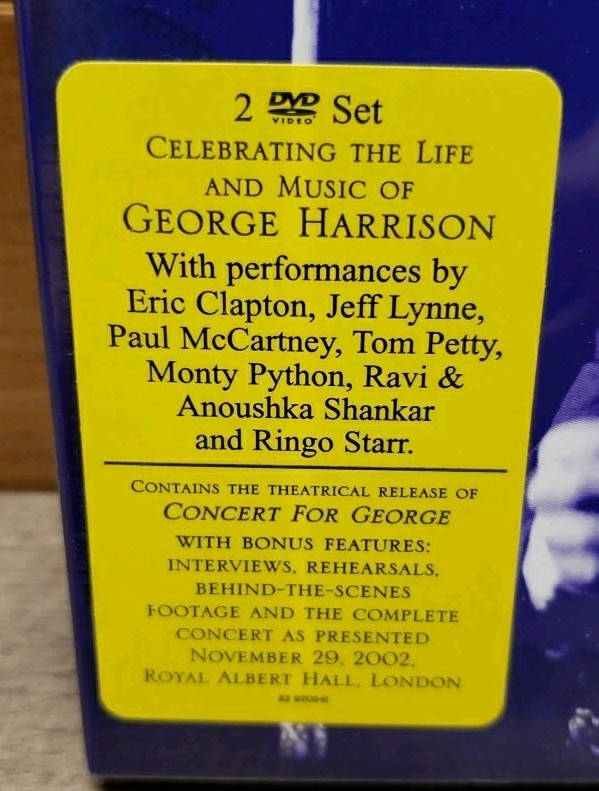 2 DVD VIDEO Set
CELEBRATING THE LIFE
AND MUSIC OF
GEORGE HARRISON
With performances by
Eric Clapton, Jeff Lynne,
Paul McCartney, Tom Petty,
Monty Python, Ravi &
Anoushka Shankar
and Ringo Starr.
CONTAINS THE THEATRICAL RELEASE OF
CONCERT FOR GEORGE
WITH BONUS FEATURES:
INTERVIEWS, REHEARSALS,
BEHIND-THE-SCENES
FOOTAGE AND THE COMPLETE
CONCERT AS PRESENTED
NOVEMBER 29, 2002,
ROYAL ALBERT HALL, LONDON